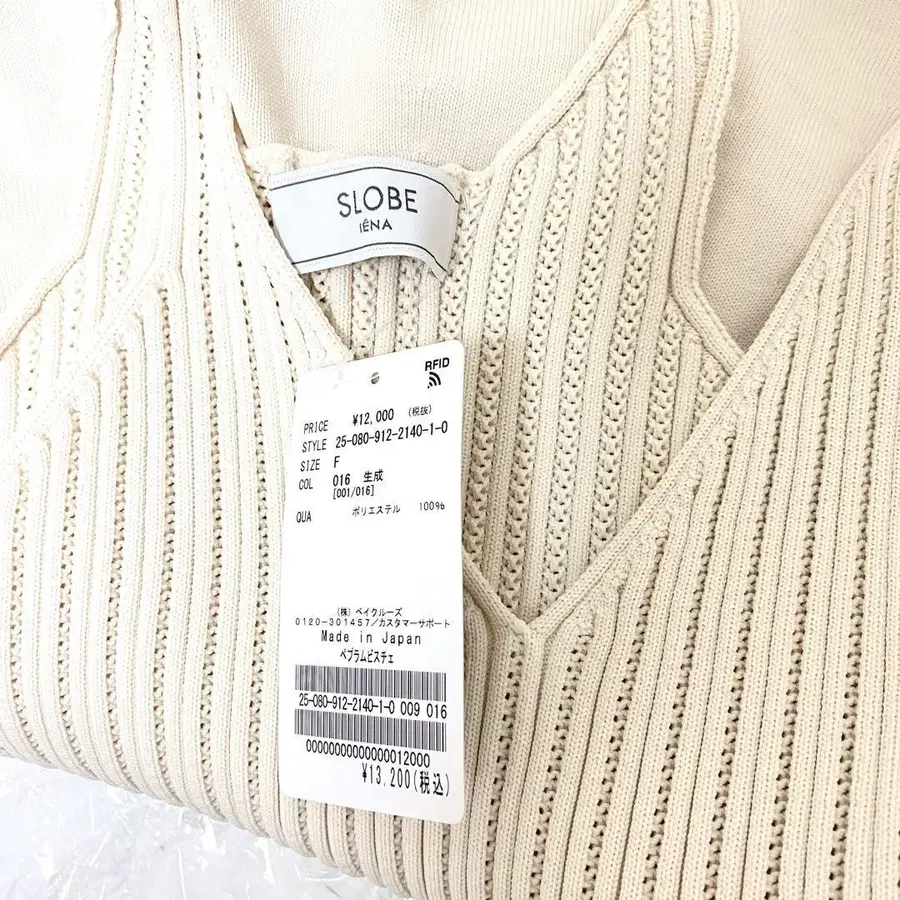 SLOBE
IÉNA
RFID
PRICE ¥12,000 (税抜)
STYLE 25-080-912-2140-1-0
SIZE F
COL 016 生成
[001/016]
QUA ポリエステル 100%
(株) ベイクルーズ
0120-301457/カスタマーサポート
Made in Japan
ペプラムビスチェ
25-080-912-2140-1-0 009 016
00000000000000012000
¥13,200(税込)